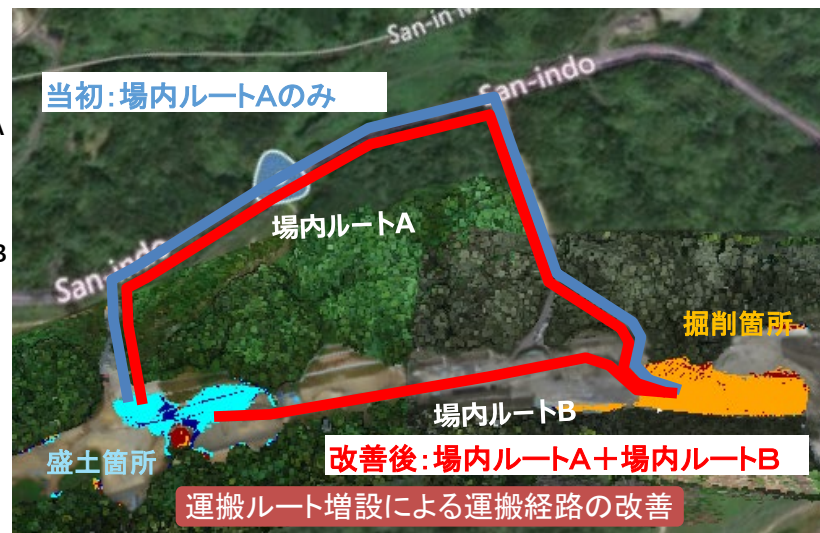 San-in M
当初：場内ルートAのみ
San-indo
A
場内ルートA
B
San-indo
掘削箇所
場内ルートB
盛土箇所
改善後：場内ルートA＋場内ルートB
運搬ルート増設による運搬経路の改善